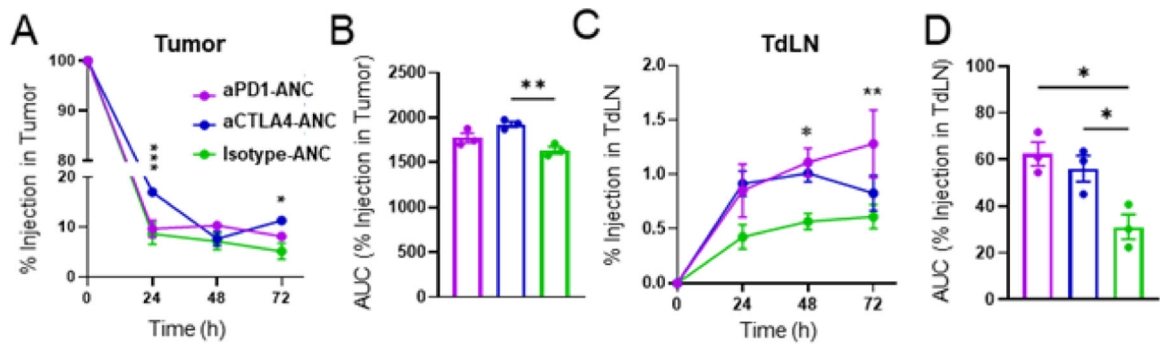 A
Tumor
% Injection in Tumor
100
90
80
20
10
0
aPD1-ANC
aCTLA4-ANC
Isotype-ANC
***
*
0 24 48 72
Time (h)
B
AUC (% Injection in Tumor)
2500
2000
1500
1000
500
0
**
C
TdLN
% Injection in TdLN
2.0
1.5
1.0
0.5
0.0
*
**
0 24 48 72
Time (h)
D
AUC (% Injection in TdLN)
100
80
60
40
20
0
*
*